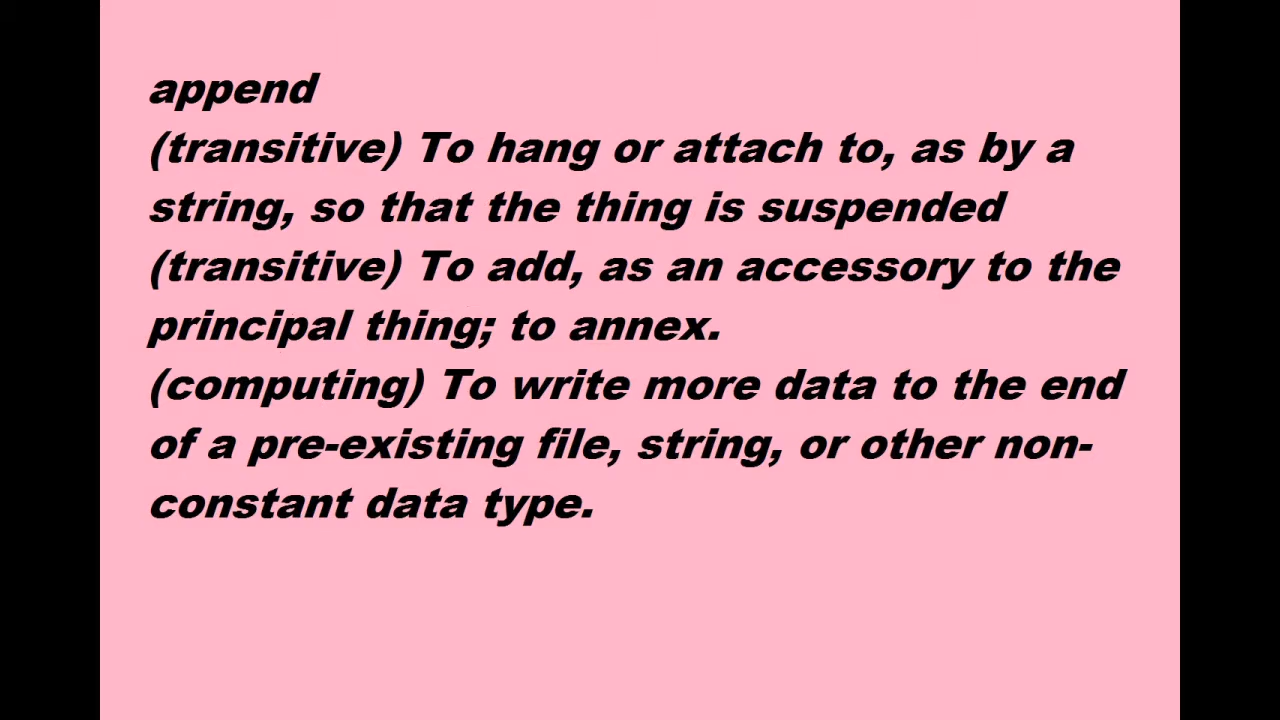 append
(transitive) To hang or attach to, as by a
string, so that the thing is suspended
(transitive) To add, as an accessory to the
principal thing; to annex.
(computing) To write more data to the end
of a pre-existing file, string, or other non-
constant data type.